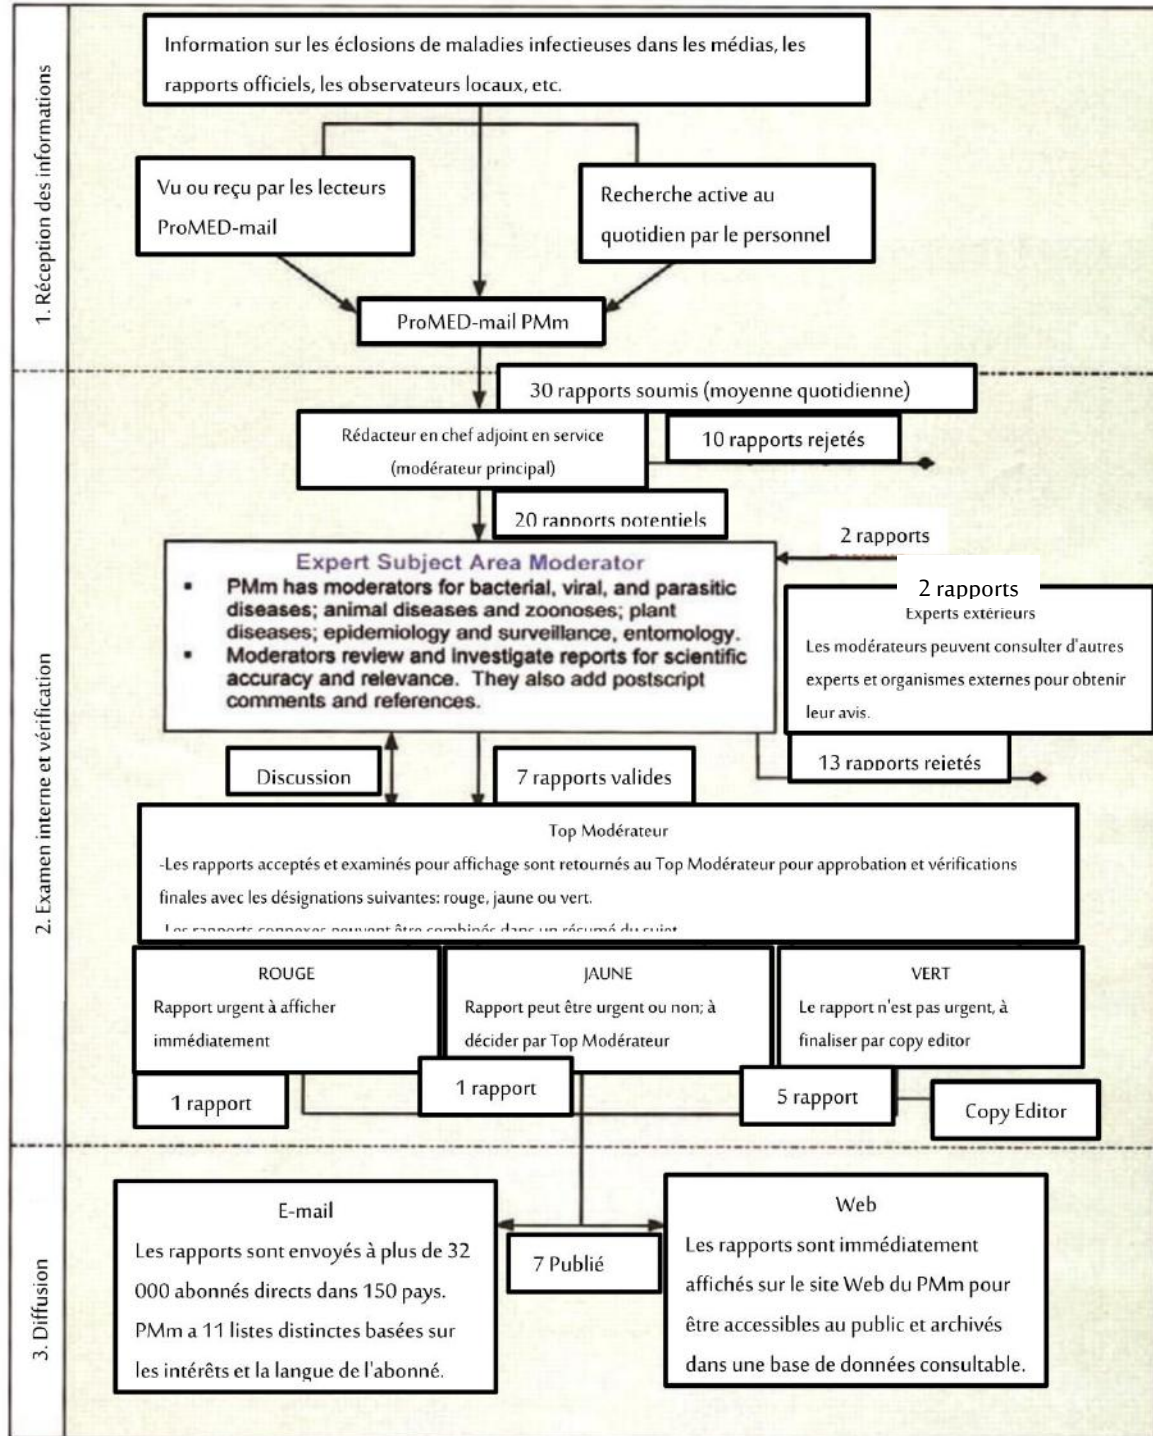 1. Réception des informations
Information sur les éclosions de maladies infectieuses dans les médias, les
rapports officiels, les observateurs locaux, etc.
Vu ou reçu par les lecteurs
ProMED-mail
Recherche active au
quotidien par le personnel
ProMED-mail PMm
2. Examen interne et vérification
30 rapports soumis (moyenne quotidienne)
Rédacteur en chef adjoint en service
(modérateur principal)
10 rapports rejetés
20 rapports potentiels
2 rapports
Expert Subject Area Moderator
▪ PMm has moderators for bacterial, viral, and parasitic
diseases; animal diseases and zoonoses; plant
diseases; epidemiology and surveillance, entomology.
▪ Moderators review and investigate reports for scientific
accuracy and relevance. They also add postscript
comments and references.
2 rapports
Experts extérieurs
Les modérateurs peuvent consulter d'autres
experts et organismes externes pour obtenir
leur avis.
Discussion
7 rapports valides
13 rapports rejetés
Top Modérateur
-Les rapports acceptés et examinés pour affichage sont retournés au Top Modérateur pour approbation et vérifications
finales avec les désignations suivantes: rouge, jaune ou vert.
-Les rapports connexes peuvent être combinés dans un résumé du sujet
ROUGE
Rapport urgent à afficher
immédiatement
JAUNE
Rapport peut être urgent ou non; à
décider par Top Modérateur
VERT
Le rapport n'est pas urgent, à
finaliser par copy editor
1 rapport
1 rapport
5 rapport
Copy Editor
3. Diffusion
E-mail
Les rapports sont envoyés à plus de 32
000 abonnés directs dans 150 pays.
PMm a 11 listes distinctes basées sur
les intérêts et la langue de l'abonné.
7 Publié
Web
Les rapports sont immédiatement
affichés sur le site Web du PMm pour
être accessibles au public et archivés
dans une base de données consultable.